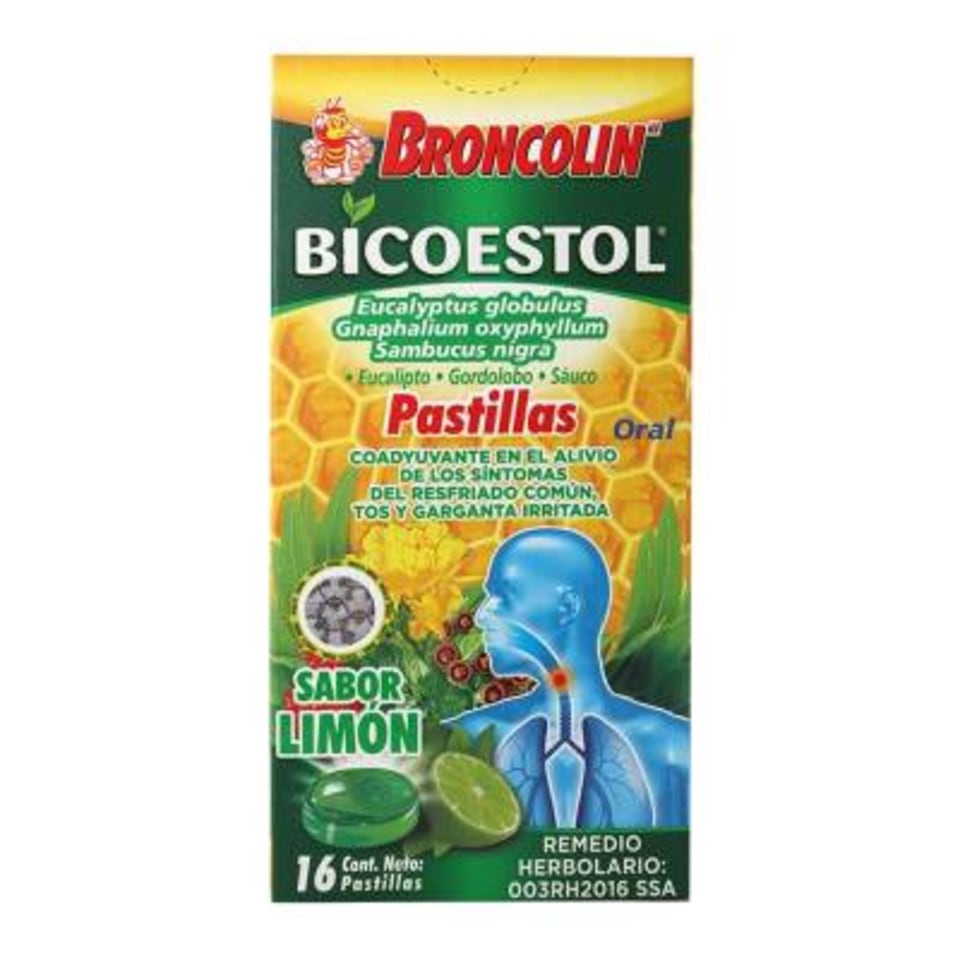 BRONCOLIN
BICOESTOL®
Eucalyptus globulus
Gnaphalium oxyphyllum
Sambucus nigra
• Eucalipto • Gordolobo • Sauco
Pastillas
Oral
COADYUVANTE EN EL ALIVIO
DE LOS SÍNTOMAS
DEL RESFRIADO COMÚN,
TOS Y GARGANTA IRRITADA
SABOR
LIMÓN
16 Cont. Neto:
Pastillas
REMEDIO
HERBOLARIO:
003RH2016 SSA